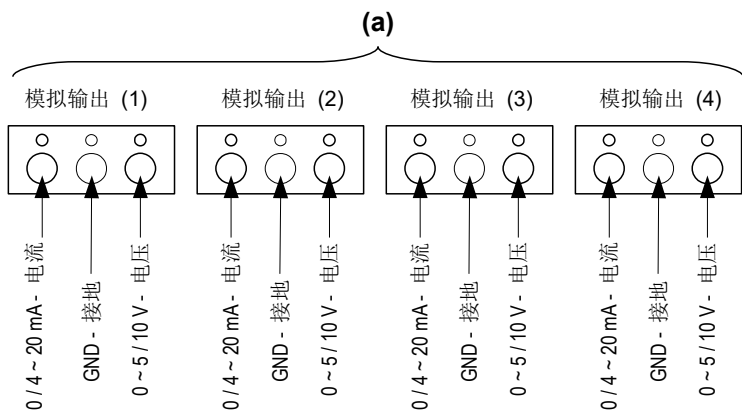 (a)
模拟输出 (1)
模拟输出 (2)
模拟输出 (3)
模拟输出 (4)
0 / 4 ~ 20 mA - 电流
GND - 接地
0 ~ 5 / 10 V - 电压
0 / 4 ~ 20 mA - 电流
GND - 接地
0 ~ 5 / 10 V - 电压
0 / 4 ~ 20 mA - 电流
GND - 接地
0 ~ 5 / 10 V - 电压
0 / 4 ~ 20 mA - 电流
GND - 接地
0 ~ 5 / 10 V - 电压